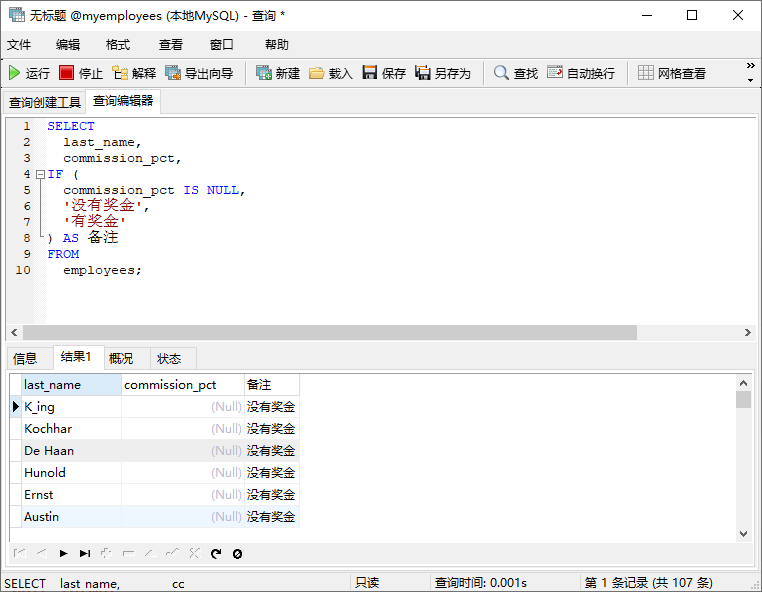 无标题 @myemployees (本地MySQL) - 查询 *
文件 编辑 格式 查看 窗口 帮助
运行 停止 解释 导出向导 新建 载入 保存 另存为 查找 自动换行 网格查看
查询创建工具 查询编辑器
1 SELECT
2 last_name,
3 commission_pct,
4 IF (
5 commission_pct IS NULL,
6 '没有奖金',
7 '有奖金'
8 ) AS 备注
9 FROM
10 employees;
信息 结果1 概况 状态
last_name commission_pct 备注
K_ing (Null) 没有奖金
Kochhar (Null) 没有奖金
De Haan (Null) 没有奖金
Hunold (Null) 没有奖金
Ernst (Null) 没有奖金
Austin (Null) 没有奖金
SELECT last_name, cc 只读 查询时间: 0.001s 第 1 条记录 (共 107 条)